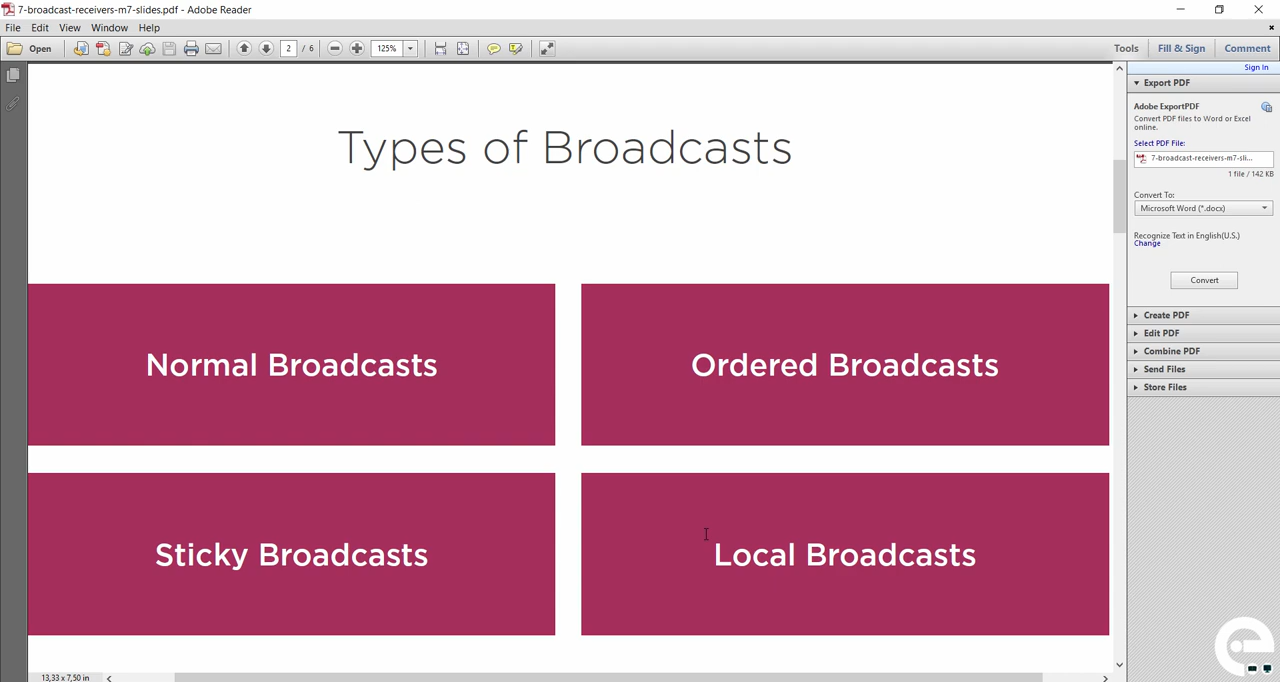 7-broadcast-receivers-m7-slides.pdf - Adobe Reader
File Edit View Window Help
Open 2 / 6 125% Tools Fill & Sign Comment
Sign In
Types of Broadcasts
Normal Broadcasts Ordered Broadcasts
Sticky Broadcasts Local Broadcasts
Export PDF
Adobe ExportPDF
Convert PDF files to Word or Excel
online.
Select PDF File:
7-broadcast-receivers-m7-sli...
1 file / 142 KB
Convert To:
Microsoft Word (*.docx)
Recognize Text in English(U.S.)
Change
Convert
Create PDF
Edit PDF
Combine PDF
Send Files
Store Files
13,33 x 7,50 in